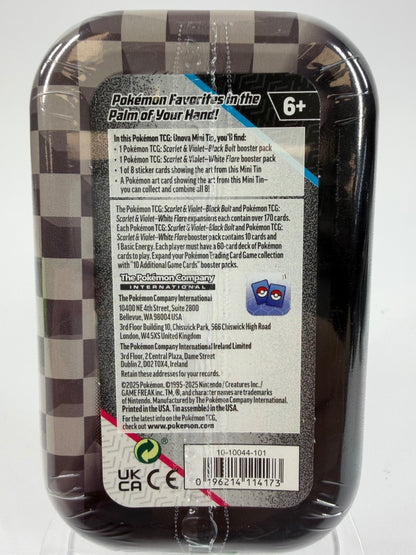 Pokémon Favorites in the
Palm of Your Hand!
6+
In this Pokémon TCG: Unova Mini Tin, you'll find:
• 1 Pokémon TCG: Scarlet & Violet—Black Bolt booster pack
• 1 Pokémon TCG: Scarlet & Violet—White Flare booster pack
• 1 of 8 sticker cards showing the art from this Mini Tin
• A Pokémon art card showing the art from this Mini Tin—
you can collect and combine all 8!
The Pokémon TCG: Scarlet & Violet—Black Bolt and Pokémon TCG:
Scarlet & Violet—White Flare expansions each contain over 170 cards.
Each Pokémon TCG: Scarlet & Violet—Black Bolt and Pokémon TCG:
Scarlet & Violet—White Flare booster pack contains 10 cards and
1 Basic Energy. Each player must have a 60-card deck of Pokémon
cards to play. Expand your Pokémon Trading Card Game collection
with "10 Additional Game Cards" booster packs.
The Pokémon Company
INTERNATIONAL
The Pokémon Company International
10400 NE 4th Street, Suite 2800
Bellevue, WA 98004 USA
3rd Floor Building 10, Chiswick Park, 566 Chiswick High Road
London, W4 5XS United Kingdom
The Pokémon Company International Ireland Limited
3rd Floor, 2 Central Plaza, Dame Street
Dublin 2, D02 T0X4, Ireland
Retain these addresses for your records.
©2025 Pokémon. ©1995–2025 Nintendo / Creatures Inc. /
GAME FREAK inc. TM, ®, and character names are trademarks
of Nintendo. Manufactured by The Pokémon Company International.
Printed in the USA. Tin assembled in the USA.
For the latest info on the Pokémon TCG,
check out www.pokemon.com
UK
CA
CE
10-10044-101
0 196214 114173